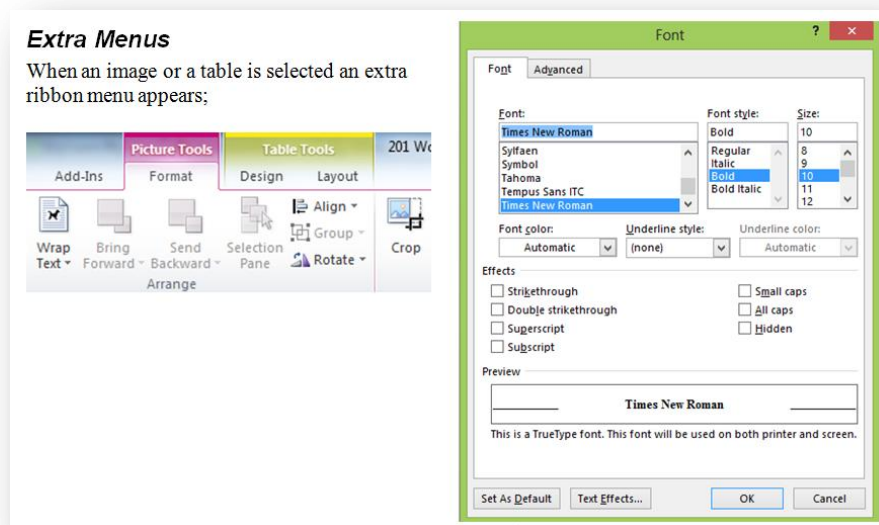 Extra Menus
When an image or a table is selected an extra
ribbon menu appears;
Picture Tools
Table Tools
201 Wo
Add-Ins
Format
Design
Layout
Wrap
Text
Bring
Forward
Send
Backward
Selection
Pane
Align
Group
Rotate
Crop
Arrange
Font
Font
Advanced
Font:
Times New Roman
Sylfaen
Symbol
Tahoma
Tempus Sans ITC
Times New Roman
Font style:
Bold
Regular
Italic
Bold
Bold Italic
Size:
10
8
9
10
11
12
Font color:
Automatic
Underline style:
(none)
Underline color:
Automatic
Effects
Strikethrough
Double strikethrough
Superscript
Subscript
Small caps
All caps
Hidden
Preview
Times New Roman
This is a TrueType font. This font will be used on both printer and screen.
Set As Default
Text Effects...
OK
Cancel